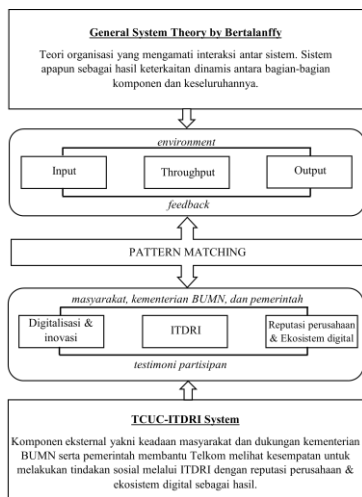 General System Theory by Bertalanffy
Teori organisasi yang mengamati interaksi antar sistem. Sistem
apapun sebagai hasil keterkaitan dinamis antara bagian-bagian
komponen dan keseluruhannya.
environment
Input
Throughput
Output
feedback
PATTERN MATCHING
masyarakat, kementerian BUMN, dan pemerintah
Digitalisasi &
inovasi
ITDRI
Reputasi perusahaan
& Ekosistem digital
testimoni partisipan
TCUC-ITDRI System
Komponen eksternal yakni keadaan masyarakat dan dukungan kementerian
BUMN serta pemerintah membantu Telkom melihat kesempatan untuk
melakukan tindakan sosial melalui ITDRI dengan reputasi perusahaan &
ekosistem digital sebagai hasil.